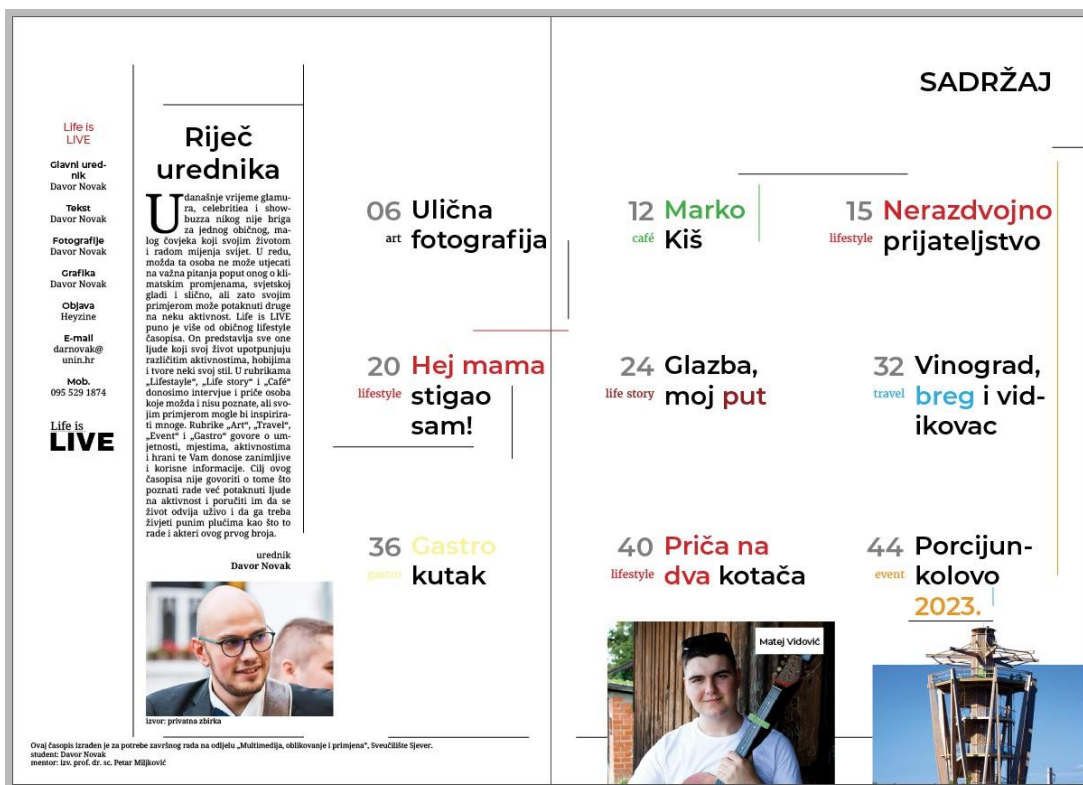 Life is
LIVE
Glavni ured-
nik
Davor Novak
Tekst
Davor Novak
Fotografije
Davor Novak
Grafika
Davor Novak
Objava
Heyzine
E-mail
darnovak@
unin.hr
Mob.
095 529 1874
Life is
LIVE
Riječ
urednika
U današnje vrijeme glamu-
ra, celebritiea i show-
buzza nikog nije briga
za jednog običnog, ma-
log čovjeka koji svojim životom
i radom mijenja svijet. U redu,
možda ta osoba ne može utjecati
na važna pitanja poput onog o kli-
matskim promjenama, svjetskoj
gladi i slično, ali zato svojim
primjerom može potaknuti druge
na neku aktivnost. Life is LIVE
puno je više od običnog lifestyle
časopisa. On predstavlja sve one
ljude koji svoj život upotpunjuju
različitim aktivnostima, hobijima
i tvore neki svoj stil. U rubrikama
„Lifestayle“, „Life story“ i „Café“
donosimo intervjue i priče osoba
koje možda i nisu poznate, ali svo-
jim primjerom mogle bi inspirira-
ti mnoge. Rubrike „Art“, „Travel“,
„Event“ i „Gastro“ govore o um-
jetnosti, mjestima, aktivnostima
i hrani te Vam donose zanimljive
i korisne informacije. Cilj ovog
časopisa nije govoriti o tome što
poznati rade već potaknuti ljude
na aktivnost i poručiti im da se
život odvija uživo i da ga treba
živjeti punim plućima kao što to
rade i akteri ovog prvog broja.
urednik
Davor Novak
izvor: privatna zbirka
Ovaj časopis izrađen je za potrebe završnog rada na odjelu „Multimedija, oblikovanje i primjena“, Sveučilište Sjever.
student: Davor Novak
mentor: izv. prof. dr. sc. Petar Miljković
SADRŽAJ
06 Ulična
art fotografija
12 Marko
café Kiš
15 Nerazdvojno
lifestyle prijateljstvo
20 Hej mama
lifestyle stigao
sam!
24 Glazba,
life story moj put
32 Vinograd,
travel breg i vid-
ikovac
36 Gastro
gastro kutak
40 Priča na
lifestyle dva kotača
44 Porcijun-
event kolovo
2023.
Matej Vidović